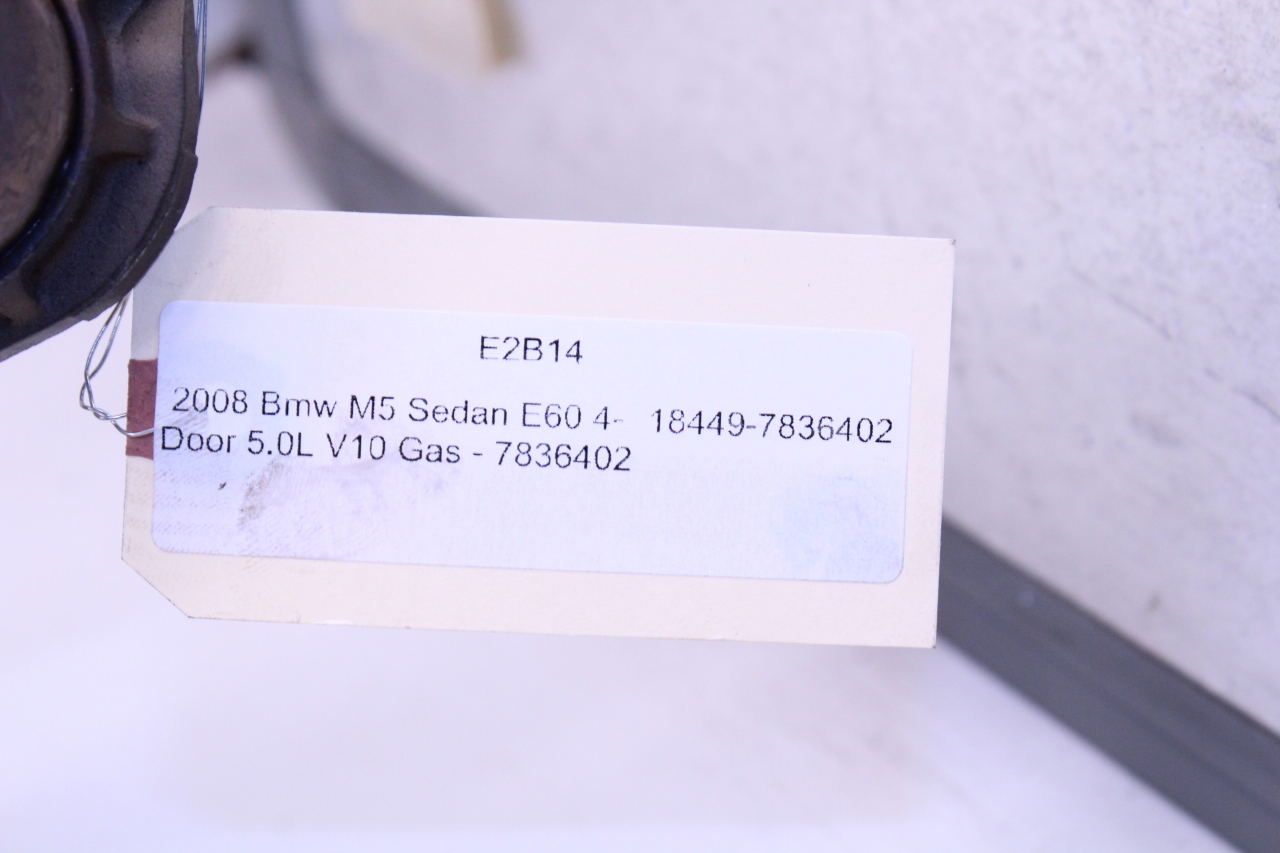 E2B14
2008 Bmw M5 Sedan E60 4- 18449-7836402
Door 5.0L V10 Gas - 7836402